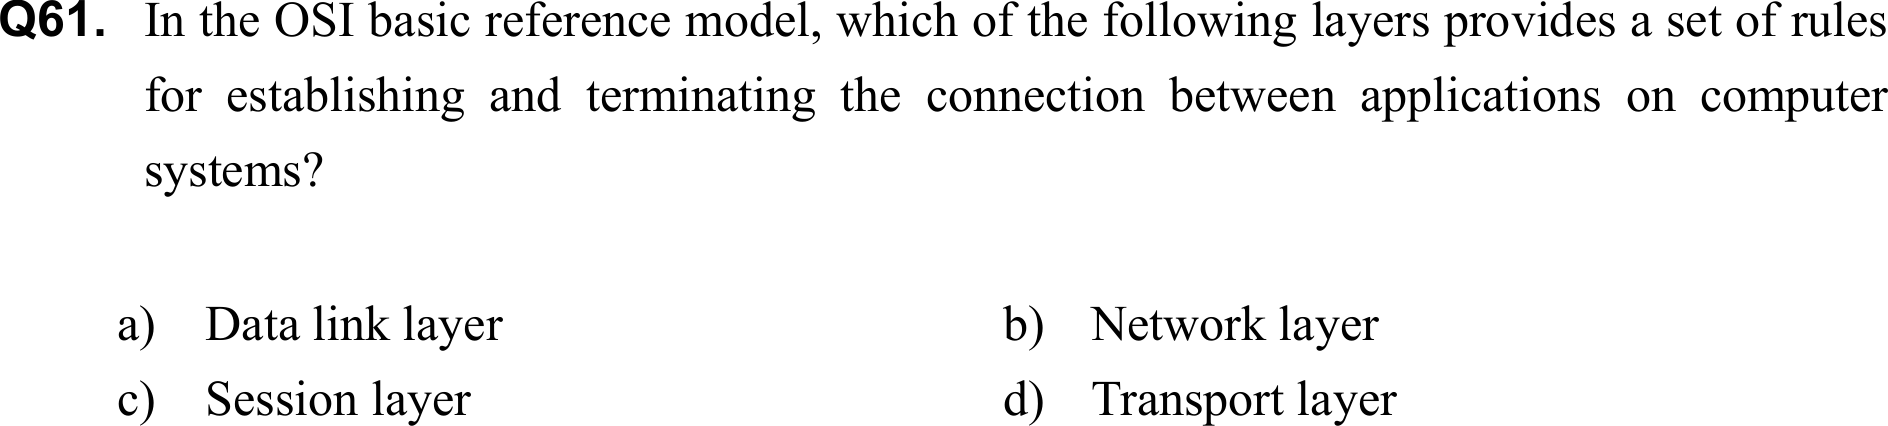 Q61. In the OSI basic reference model, which of the following layers provides a set of rules
for establishing and terminating the connection between applications on computer
systems?
a) Data link layer b) Network layer
c) Session layer d) Transport layer